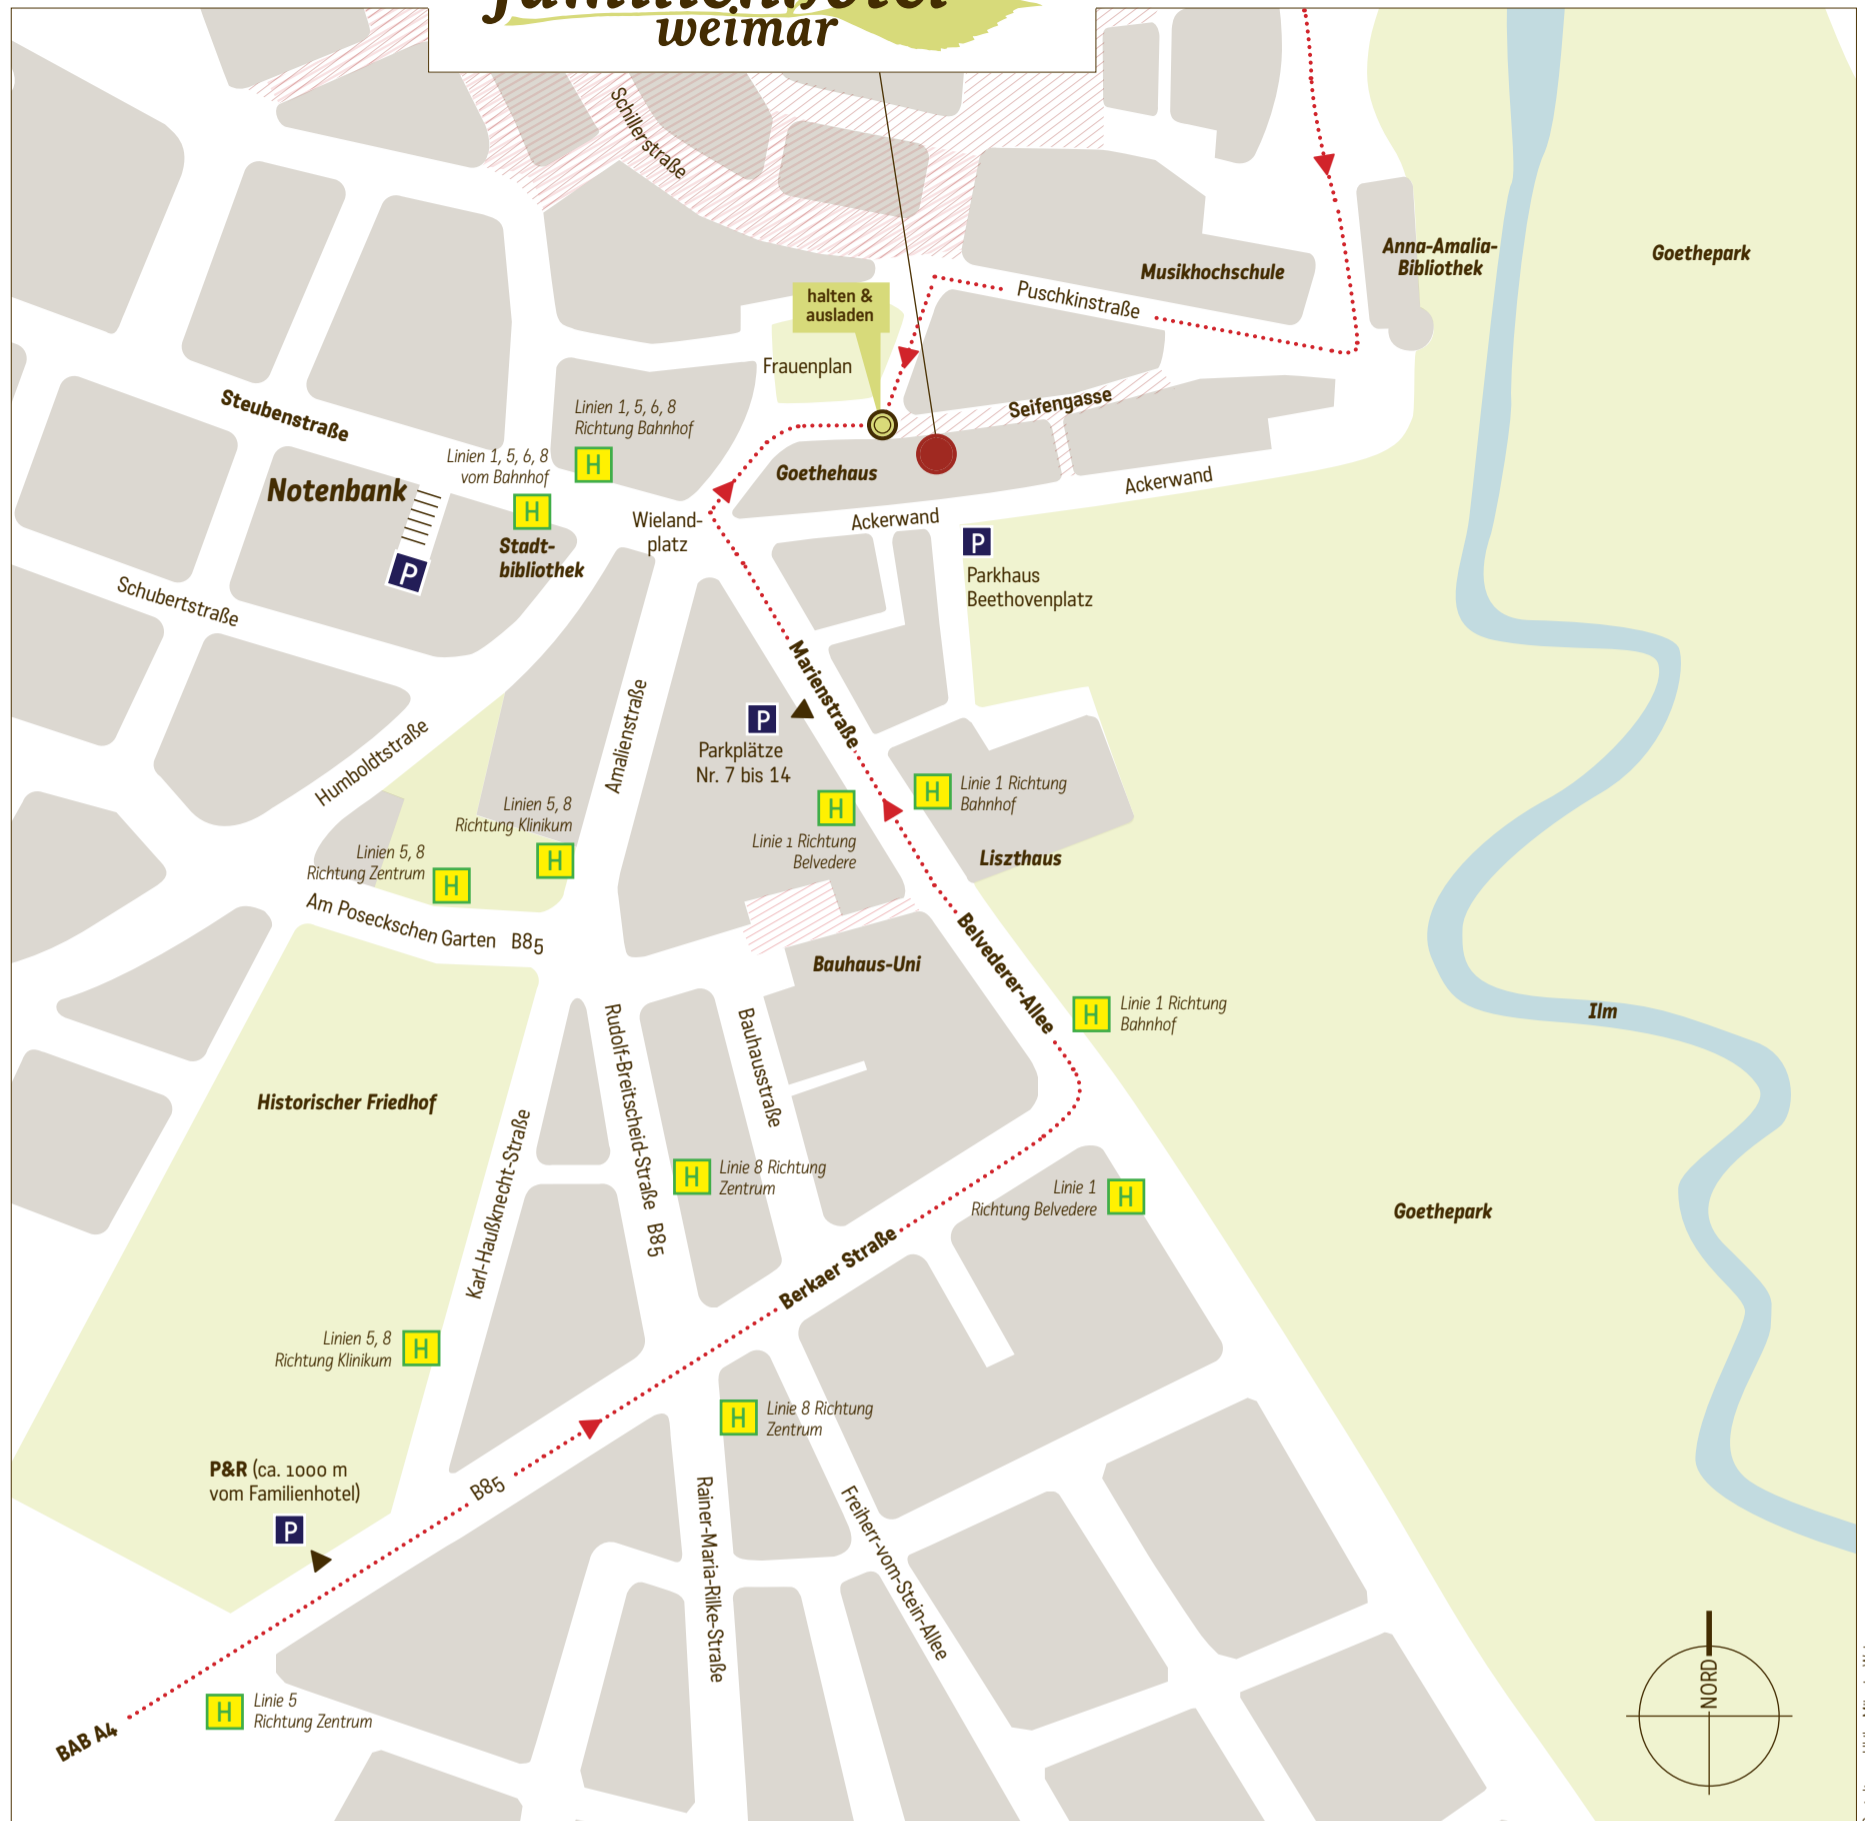 familienhotel
weimar
Schillerstraße
Anna-Amalia-
Bibliothek
Goethepark
Musikhochschule
halten &
ausladen
Puschkinstraße
Frauenplan
Steubenstraße
Linien 1, 5, 6, 8
Richtung Bahnhof
H
Seifengasse
Linien 1, 5, 6, 8
vom Bahnhof
H
Goethehaus
Notenbank
Ackerwand
Wieland-
platz
Ackerwand
Stadt-
bibliothek
P
P
Parkhaus
Beethovenplatz
Schubertstraße
Marienstraße
Amalienstraße
P
Parkplätze
Nr. 7 bis 14
Humboldtstraße
Linien 5, 8
Richtung Klinikum
H
H
Linie 1 Richtung
Belvedere
H
Linie 1 Richtung
Bahnhof
Liszthaus
Linien 5, 8
Richtung Zentrum
H
Am Poseckschen Garten B85
Bauhaus-Uni
Belvederer-Allee
H
Linie 1 Richtung
Bahnhof
Ilm
Rudolf-Breitscheid-Straße B85
Bauhausstraße
Historischer Friedhof
Karl-Haußknecht-Straße
H
Linie 8 Richtung
Zentrum
Linie 1
Richtung Belvedere
H
Goethepark
Berkaer Straße
Linien 5, 8
Richtung Klinikum
H
H
Linie 8 Richtung
Zentrum
P&R (ca. 1000 m
vom Familienhotel)
P
B85
Rainer-Maria-Rilke-Straße
Freiherr-vom-Stein-Allee
H
Linie 5
Richtung Zentrum
BAB A4
NORD